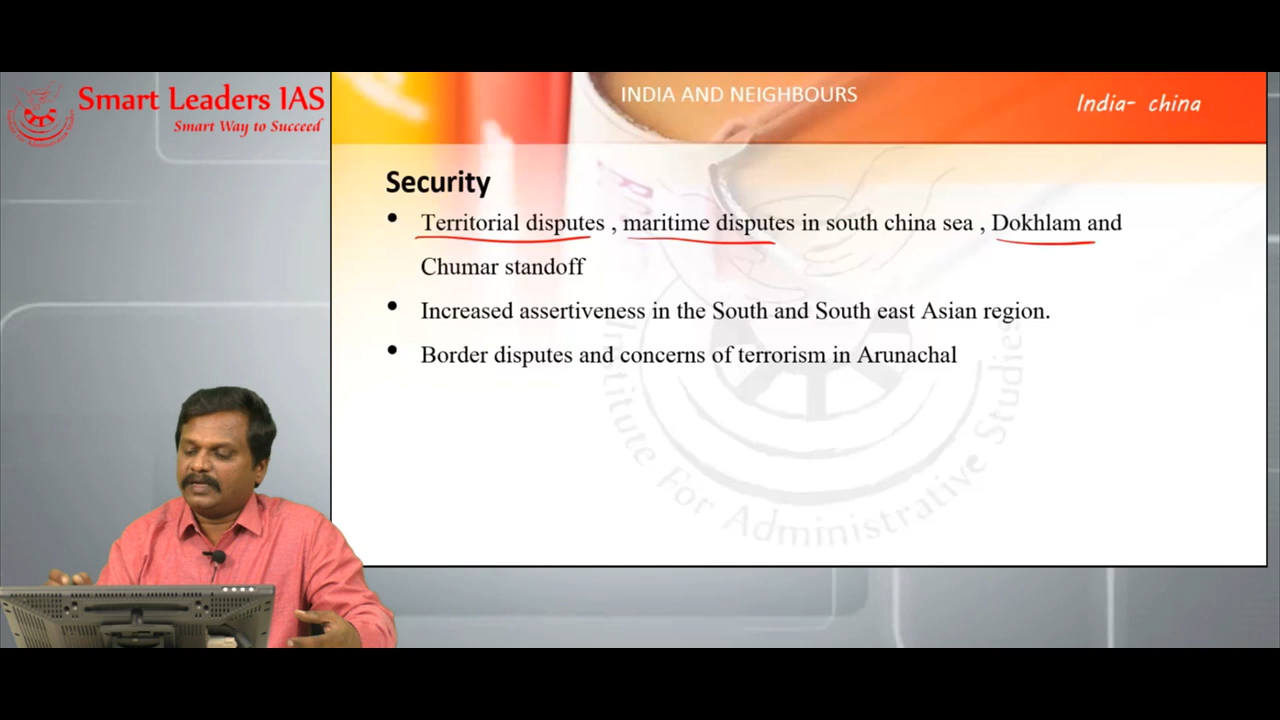 Smart Leaders IAS
Smart Way to Succeed
INDIA AND NEIGHBOURS
India- china
Security
• Territorial disputes , maritime disputes in south china sea , Dokhlam and
Chumar standoff
• Increased assertiveness in the South and South east Asian region.
• Border disputes and concerns of terrorism in Arunachal
Institute For Administrative Studies